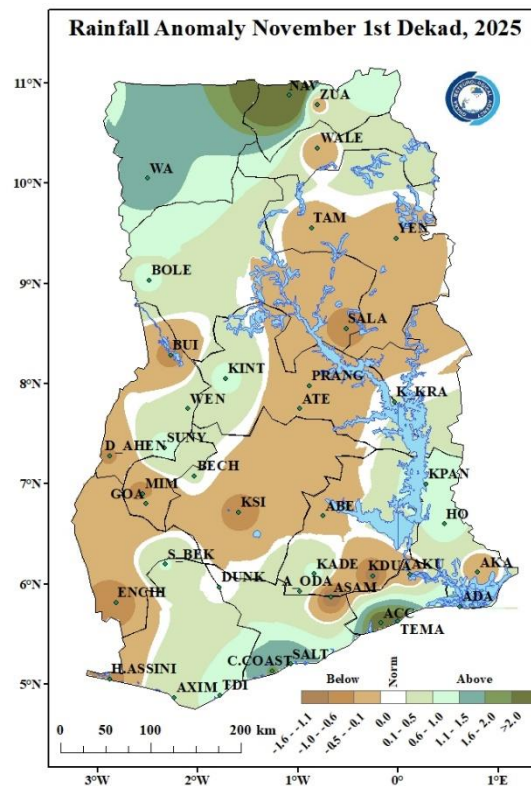 Rainfall Anomaly November 1st Dekad, 2025
11°N
NAV
ZUA
WALE
WA
10°N
TAM
YEN
BOLE
9°N
SALA
BUI
KINT
PRANG
8°N
K_KRA
WEN
ATE
SUNY
D_AHEN
BECH
7°N
MIM
KPAN
GOA
KSI
ABE
HO
S_BEK
KADE
KDUA
AKU
AKA
6°N
DUNK
A_ODA
ENCHI
ASAM
ADA
ACC
TEMA
SALT
C.COAST
H.ASSINI
5°N
AXIM
TDI
Below
Norm
Above
-1.6 - -1.1
-1.0 - -0.6
-0.5 - -0.1
0.0
0.1 - 0.5
0.6 - 1.0
1.1 - 1.5
1.6 - 2.0
>2.0
0 50 100 200 km
3°W 2°W 1°W 0° 1°E